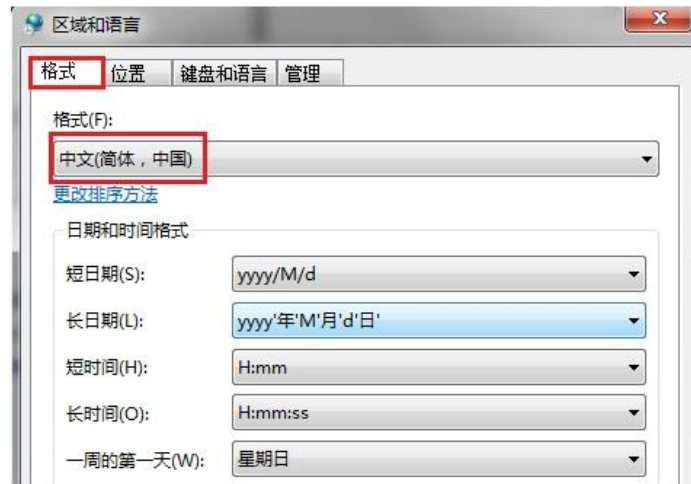 区域和语言
格式 位置 键盘和语言 管理
格式(F):
中文(简体，中国)
更改排序方法
日期和时间格式
短日期(S): yyyy/M/d
长日期(L): yyyy'年'M'月'd'日'
短时间(H): H:mm
长时间(O): H:mm:ss
一周的第一天(W): 星期日